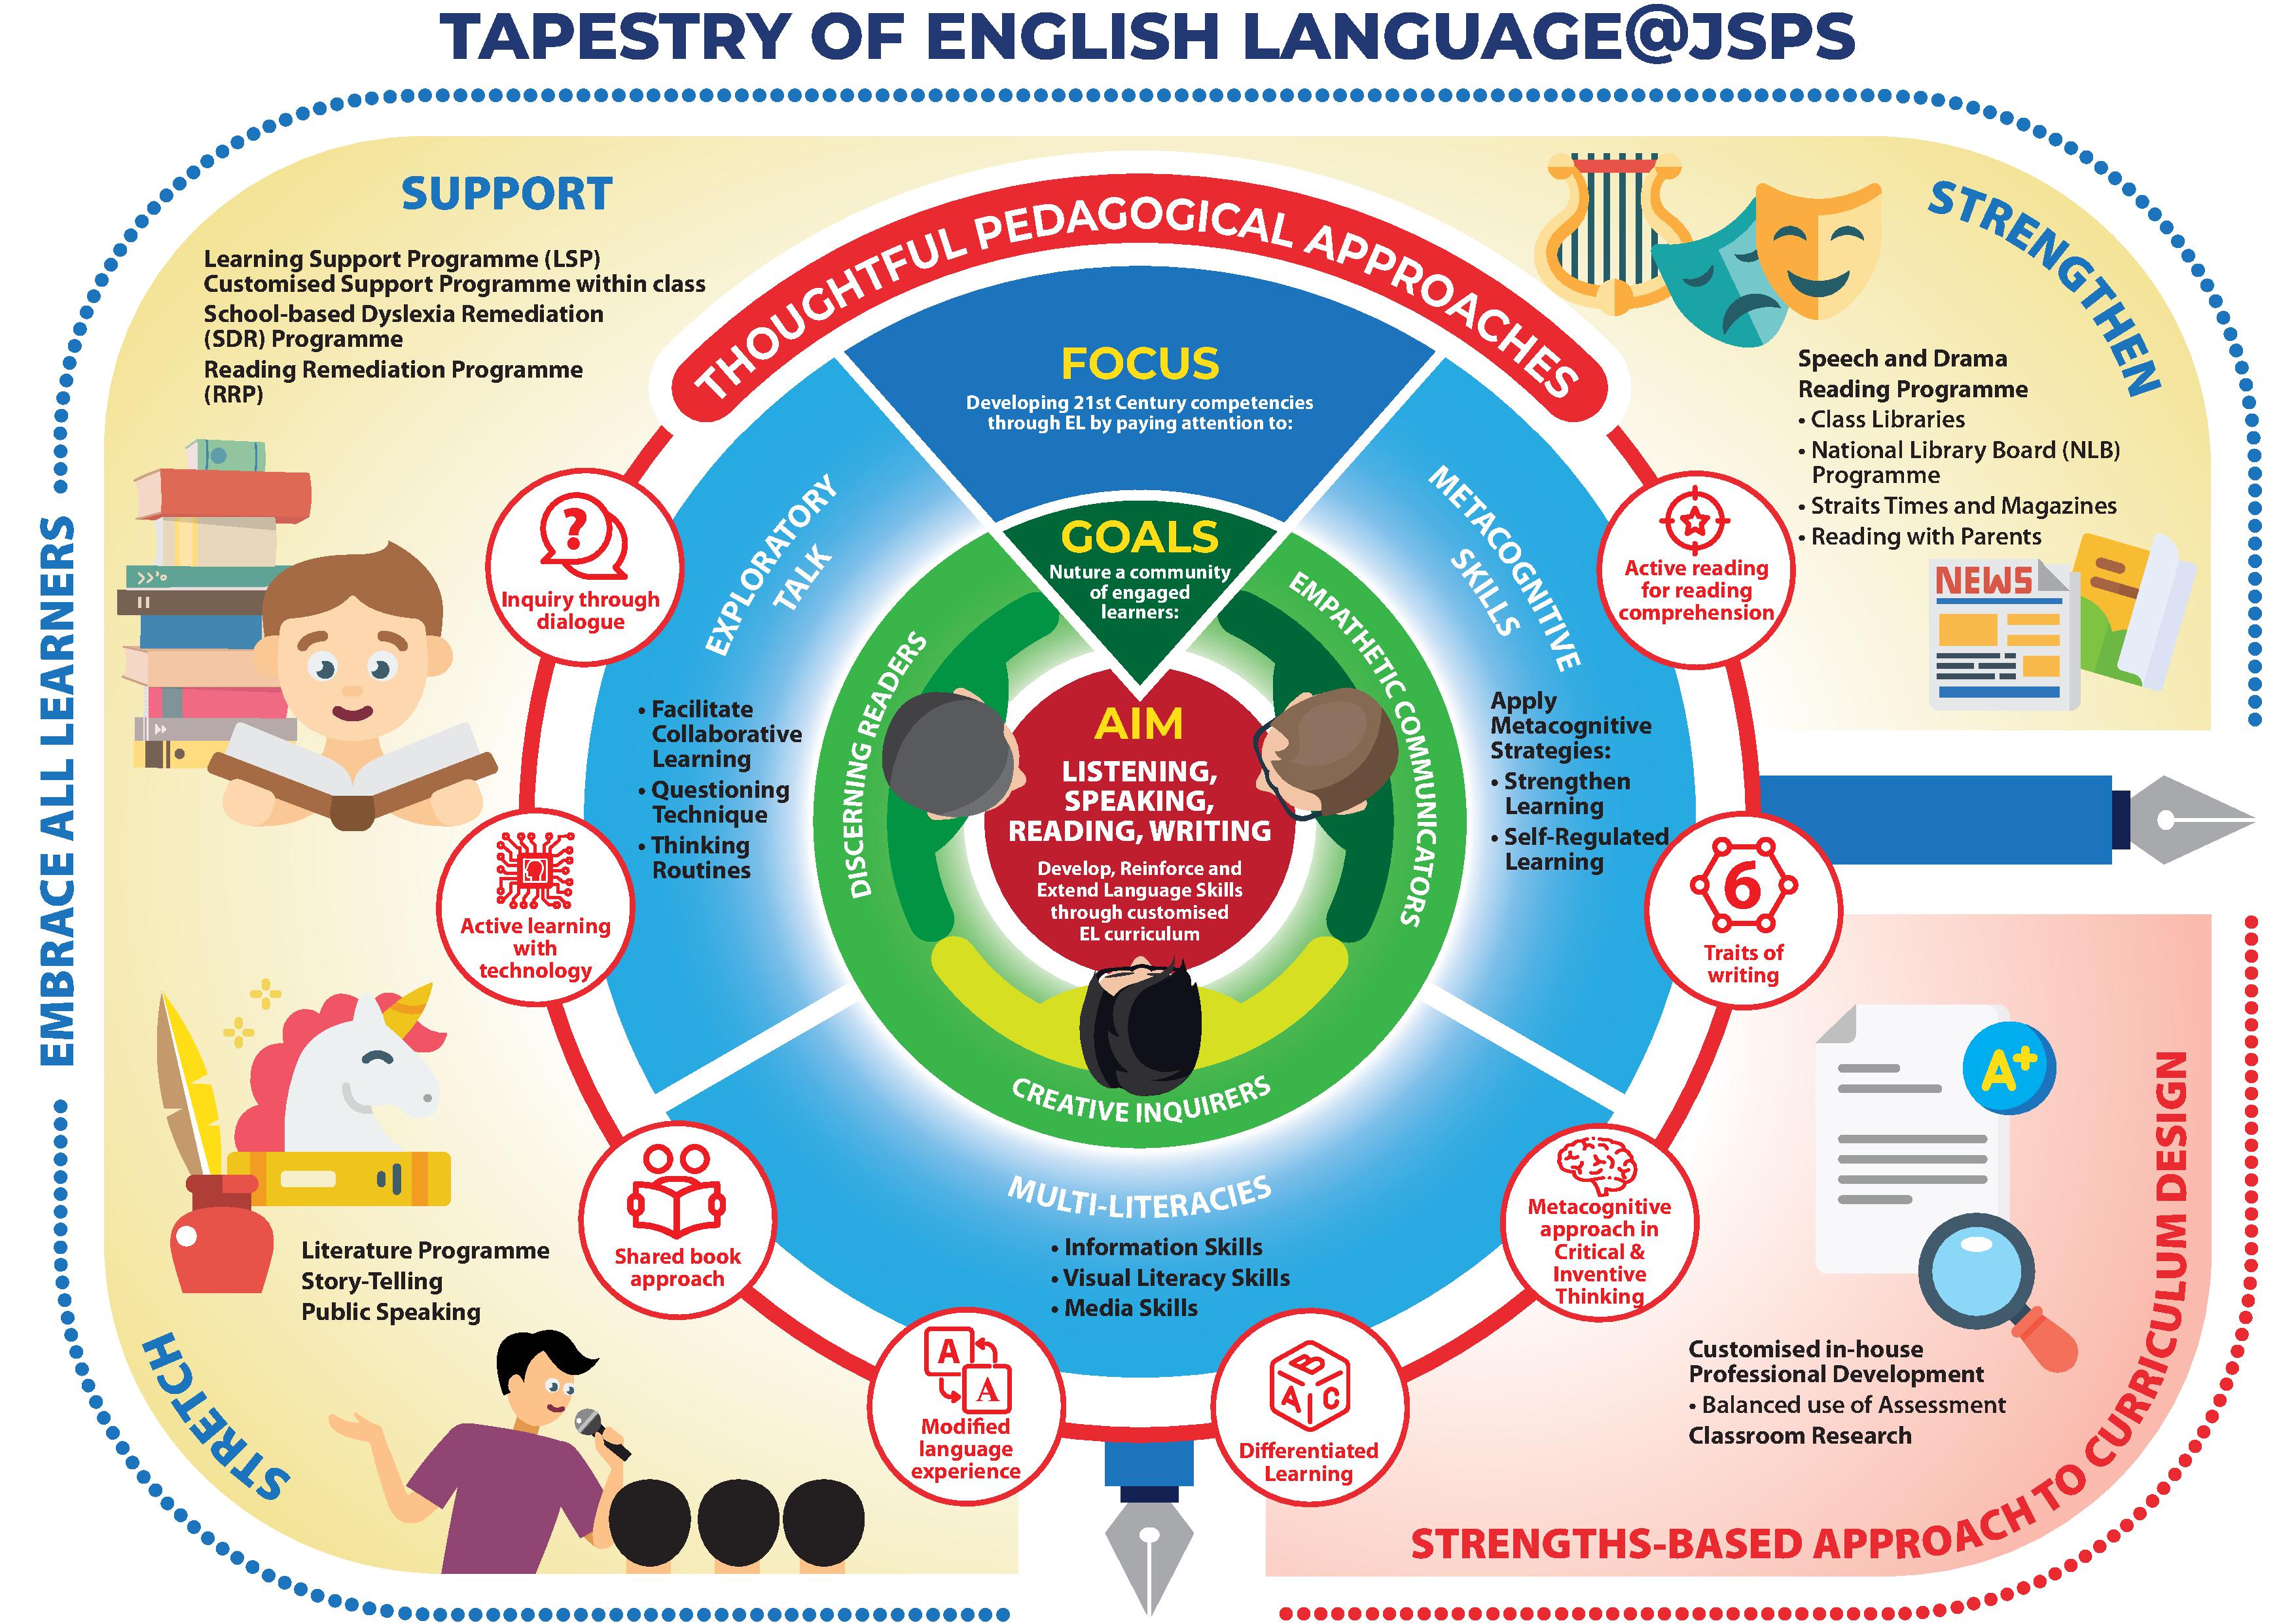 TAPESTRY OF ENGLISH LANGUAGE@JSPS
EMBRACE ALL LEARNERS
SUPPORT
Learning Support Programme (LSP)
Customised Support Programme within class
School-based Dyslexia Remediation
(SDR) Programme
Reading Remediation Programme
(RRP)
STRENGTHEN
Speech and Drama
Reading Programme
• Class Libraries
• National Library Board (NLB)
Programme
• Straits Times and Magazines
• Reading with Parents
NEWS
THOUGHTFUL PEDAGOGICAL APPROACHES
FOCUS
Developing 21st Century competencies
through EL by paying attention to:
GOALS
Nuture a community
of engaged
learners:
AIM
LISTENING,
SPEAKING,
READING, WRITING
Develop, Reinforce and
Extend Language Skills
through customised
EL curriculum
DISCERNING READERS
EMPATHETIC COMMUNICATORS
CREATIVE INQUIRERS
EXPLORATORY
TALK
• Facilitate
Collaborative
Learning
• Questioning
Technique
• Thinking
Routines
METACOGNITIVE
SKILLS
Apply
Metacognitive
Strategies:
• Strengthen
Learning
• Self-Regulated
Learning
MULTI-LITERACIES
• Information Skills
• Visual Literacy Skills
• Media Skills
?
Inquiry through
dialogue
Active learning
with
technology
Shared book
approach
A
A
Modified
language
experience
B
A C
Differentiated
Learning
Metacognitive
approach in
Critical &
Inventive
Thinking
6
Traits of
writing
Active reading
for reading
comprehension
STRETCH
Literature Programme
Story-Telling
Public Speaking
A+
Customised in-house
Professional Development
• Balanced use of Assessment
Classroom Research
STRENGTHS-BASED APPROACH TO CURRICULUM DESIGN